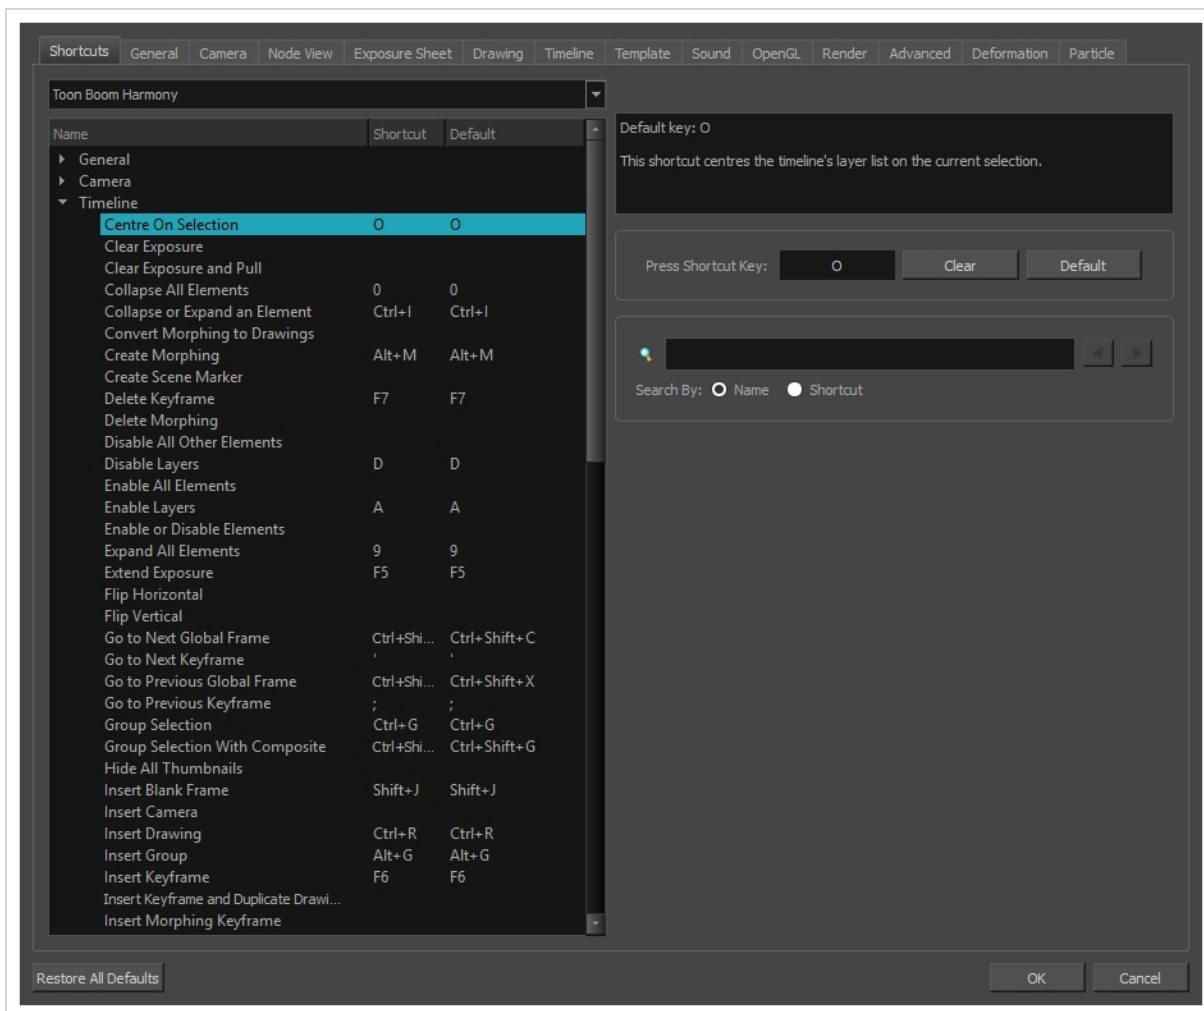 Shortcuts General Camera Node View Exposure Sheet Drawing Timeline Template Sound OpenGL Render Advanced Deformation Particle
Toon Boom Harmony
Name Shortcut Default
General
Camera
Timeline
Centre On Selection O O
Clear Exposure
Clear Exposure and Pull
Collapse All Elements 0 0
Collapse or Expand an Element Ctrl+I Ctrl+I
Convert Morphing to Drawings
Create Morphing Alt+M Alt+M
Create Scene Marker
Delete Keyframe F7 F7
Delete Morphing
Disable All Other Elements
Disable Layers D D
Enable All Elements
Enable Layers A A
Enable or Disable Elements
Expand All Elements 9 9
Extend Exposure F5 F5
Flip Horizontal
Flip Vertical
Go to Next Global Frame Ctrl+Shi... Ctrl+Shift+C
Go to Next Keyframe ' '
Go to Previous Global Frame Ctrl+Shi... Ctrl+Shift+X
Go to Previous Keyframe ; ;
Group Selection Ctrl+G Ctrl+G
Group Selection With Composite Ctrl+Shi... Ctrl+Shift+G
Hide All Thumbnails
Insert Blank Frame Shift+J Shift+J
Insert Camera
Insert Drawing Ctrl+R Ctrl+R
Insert Group Alt+G Alt+G
Insert Keyframe F6 F6
Insert Keyframe and Duplicate Drawi...
Insert Morphing Keyframe
Default key: O
This shortcut centres the timeline's layer list on the current selection.
Press Shortcut Key: O Clear Default
Search By: Name Shortcut
Restore All Defaults OK Cancel